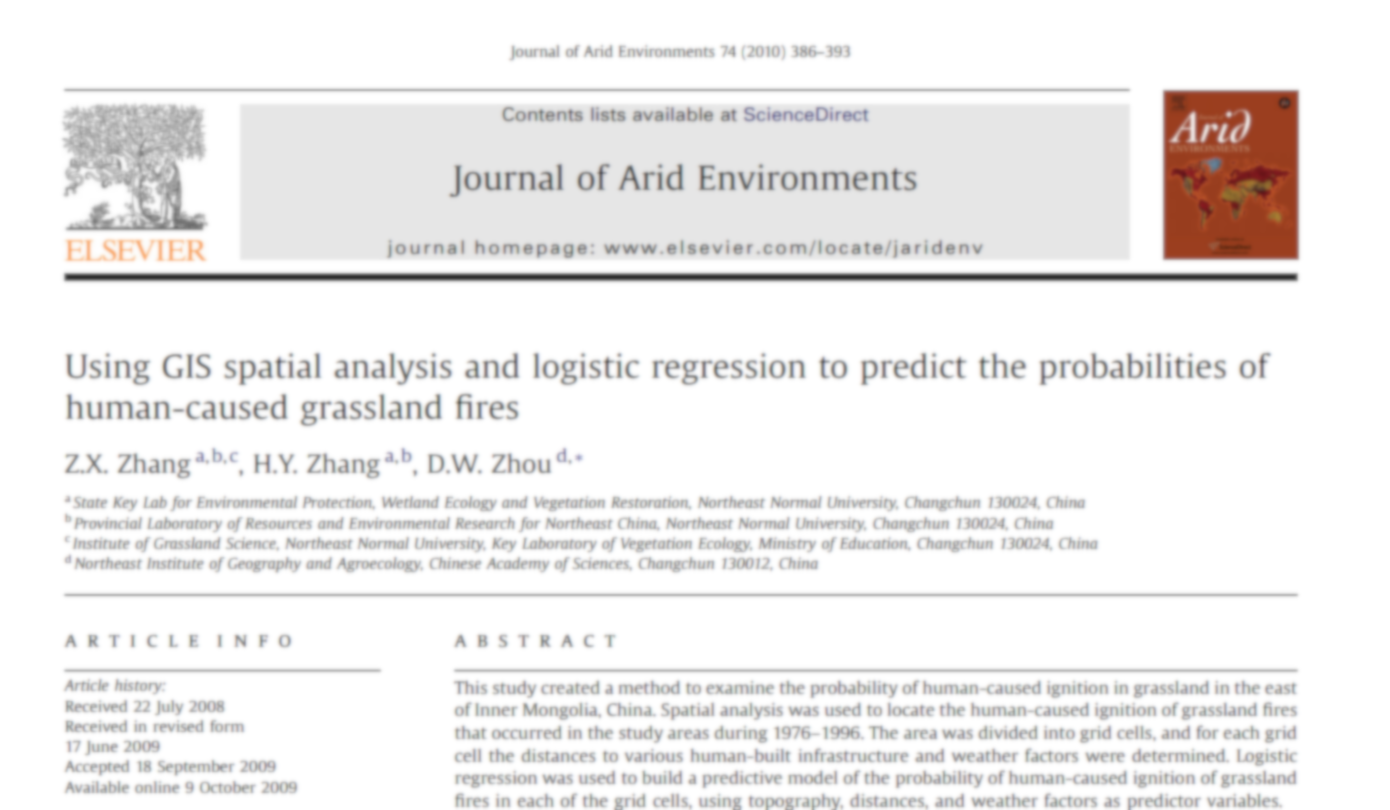 Journal of Arid Environments 74 (2010) 386–393
Contents lists available at ScienceDirect
Journal of Arid Environments
journal homepage: www.elsevier.com/locate/jaridenv
ELSEVIER
Arid
ENVIRONMENTS
Using GIS spatial analysis and logistic regression to predict the probabilities of
human-caused grassland fires
Z.X. Zhang a,b,c, H.Y. Zhang a,b, D.W. Zhou d,*
a State Key Lab for Environmental Protection, Wetland Ecology and Vegetation Restoration, Northeast Normal University, Changchun 130024, China
b Provincial Laboratory of Resources and Environmental Research for Northeast China, Northeast Normal University, Changchun 130024, China
c Institute of Grassland Science, Northeast Normal University, Key Laboratory of Vegetation Ecology, Ministry of Education, Changchun 130024, China
d Northeast Institute of Geography and Agroecology, Chinese Academy of Sciences, Changchun 130012, China
ARTICLE INFO
Article history:
Received 22 July 2008
Received in revised form
17 June 2009
Accepted 18 September 2009
Available online 9 October 2009
ABSTRACT
This study created a method to examine the probability of human-caused ignition in grassland in the east
of Inner Mongolia, China. Spatial analysis was used to locate the human-caused ignition of grassland fires
that occurred in the study areas during 1976–1996. The area was divided into grid cells, and for each grid
cell the distances to various human-built infrastructure and weather factors were determined. Logistic
regression was used to build a predictive model of the probability of human-caused ignition of grassland
fires in each of the grid cells, using topography, distances, and weather factors as predictor variables.